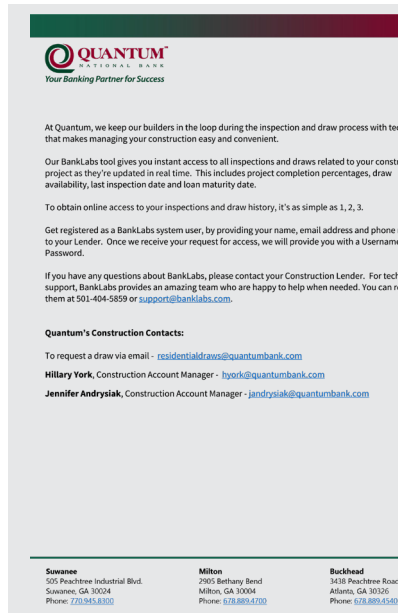 QUANTUM
NATIONAL BANK
Your Banking Partner for Success
At Quantum, we keep our builders in the loop during the inspection and draw process with
that makes managing your construction easy and convenient.
Our BankLabs tool gives you instant access to all inspections and draws related to your
project as they're updated in real time. This includes project completion percentages, draw
availability, last inspection date and loan maturity date.
To obtain online access to your inspections and draw history, it's as simple as 1, 2, 3.
Get registered as a BankLabs system user, by providing your name, email address and phone
to your Lender. Once we receive your request for access, we will provide you with a Username
Password.
If you have any questions about BankLabs, please contact your Construction Lender. For
support, BankLabs provides an amazing team who are happy to help when needed. You can
them at 501-404-5859 or support@banklabs.com.
Quantum's Construction Contacts:
To request a draw via email - residentialdraws@quantumbank.com
Hillary York, Construction Account Manager - hyork@quantumbank.com
Jennifer Andrysiak, Construction Account Manager - jandrysiak@quantumbank.com
Suwanee Milton Buckhead
505 Peachtree Industrial Blvd. 2905 Bethany Bend 3438 Peachtree Road
Suwanee, GA 30024 Milton, GA 30004 Atlanta, GA 30326
Phone: 770.945.8300 Phone: 678.889.4700 Phone: 678.889.4540